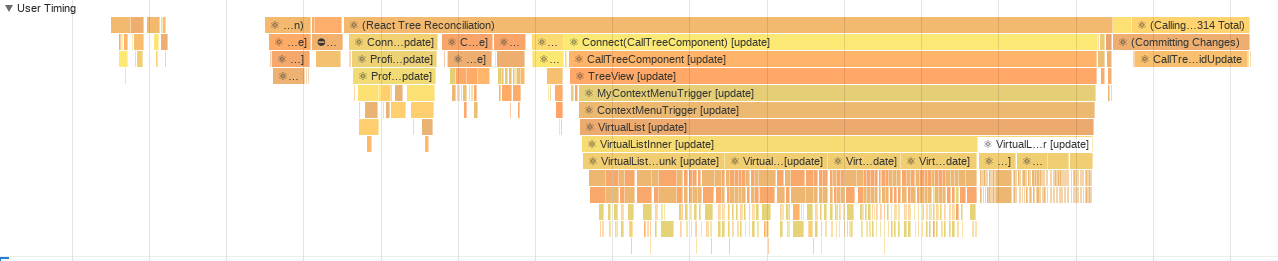 User Timing
…n) (React Tree Reconciliation) (Calling…314 Total)
…e] … Conn…pdate] C…e] … … Connect(CallTreeComponent) [update] (Committing Changes)
…] Profi…pdate] …e] … CallTreeComponent [update] CallTre…idUpdate
… Prof…pdate] TreeView [update]
MyContextMenuTrigger [update]
ContextMenuTrigger [update]
VirtualList [update]
VirtualListInner [update] VirtualL…r [update]
VirtualList…unk [update] Virtual…[update] Virt…date] Virt…date] …] …